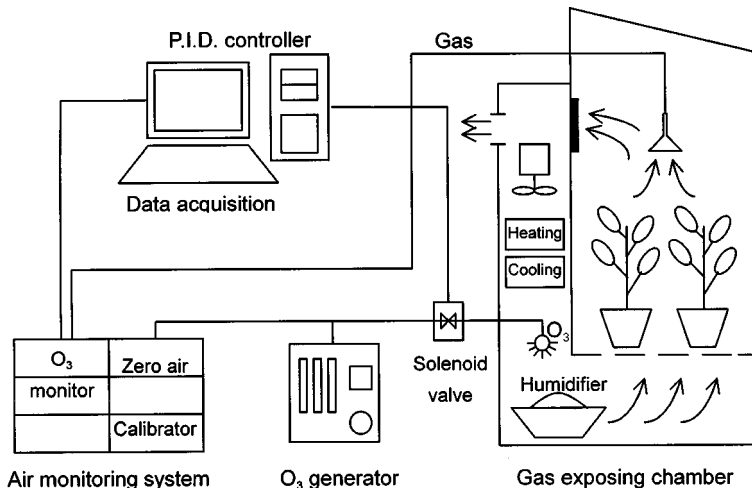 P.I.D. controller
Gas
Data acquisition
Heating
Cooling
O₃
O₃
monitor
Zero air
Calibrator
Solenoid
valve
Humidifier
Air monitoring system
O₃ generator
Gas exposing chamber